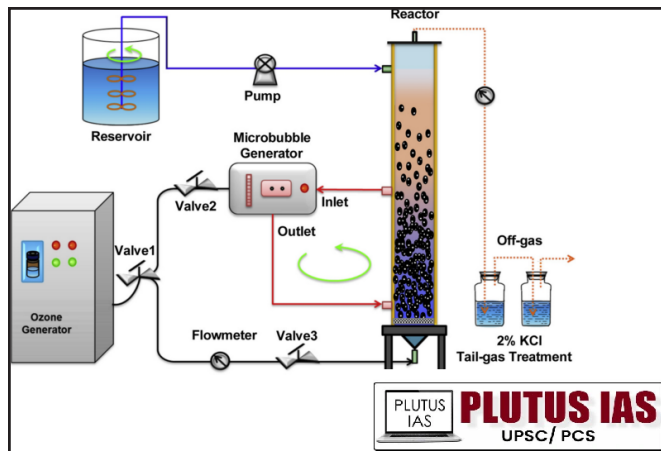 Reactor
Reservoir
Pump
Microbubble
Generator
Valve2
Inlet
Outlet
Valve1
Off-gas
Ozone
Generator
Flowmeter
Valve3
2% KCl
Tail-gas Treatment
PLUTUS
IAS
PLUTUS IAS
UPSC/ PCS